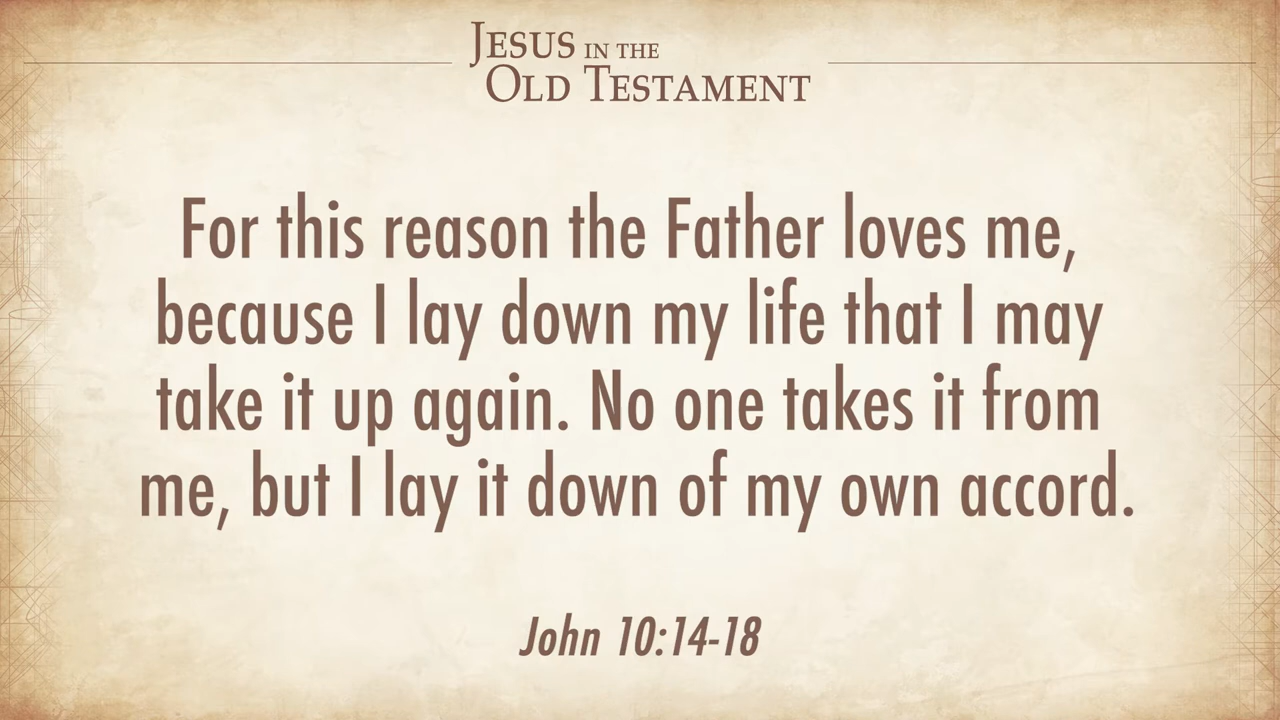 Jesus in the
Old Testament
For this reason the Father loves me,
because I lay down my life that I may
take it up again. No one takes it from
me, but I lay it down of my own accord.
John 10:14-18